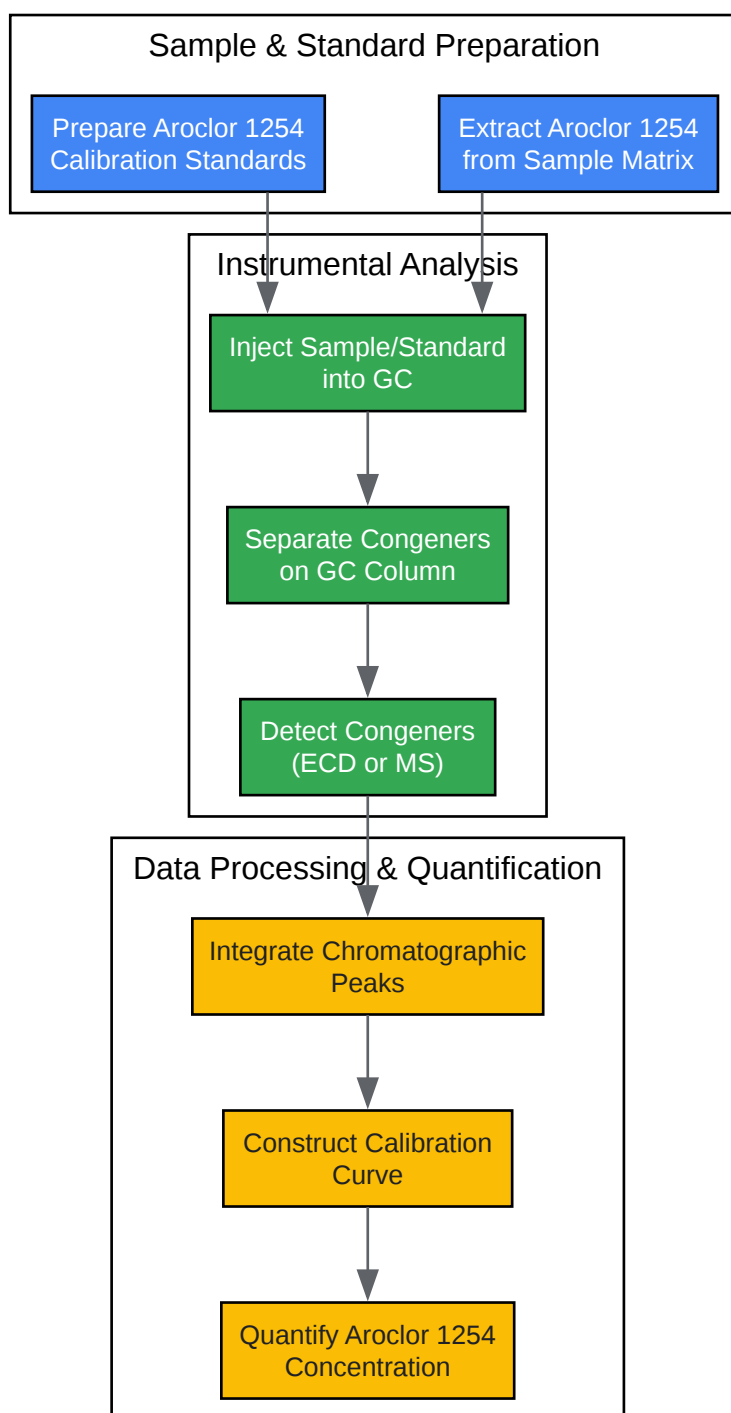 Sample & Standard Preparation
Prepare Aroclor 1254
Calibration Standards
Extract Aroclor 1254
from Sample Matrix
Instrumental Analysis
Inject Sample/Standard
into GC
Separate Congeners
on GC Column
Detect Congeners
(ECD or MS)
Data Processing & Quantification
Integrate Chromatographic
Peaks
Construct Calibration
Curve
Quantify Aroclor 1254
Concentration